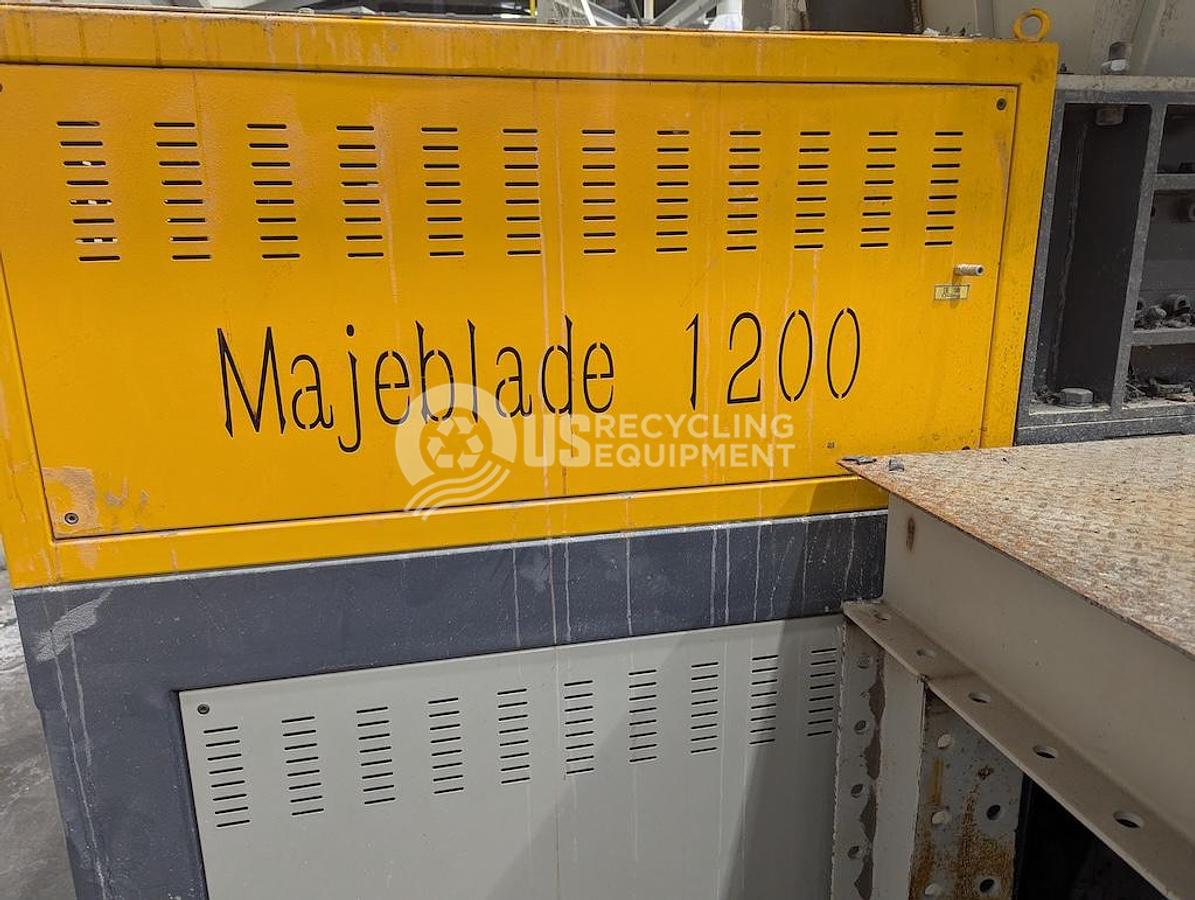 Majeblade 1200
US RECYCLING
EQUIPMENT